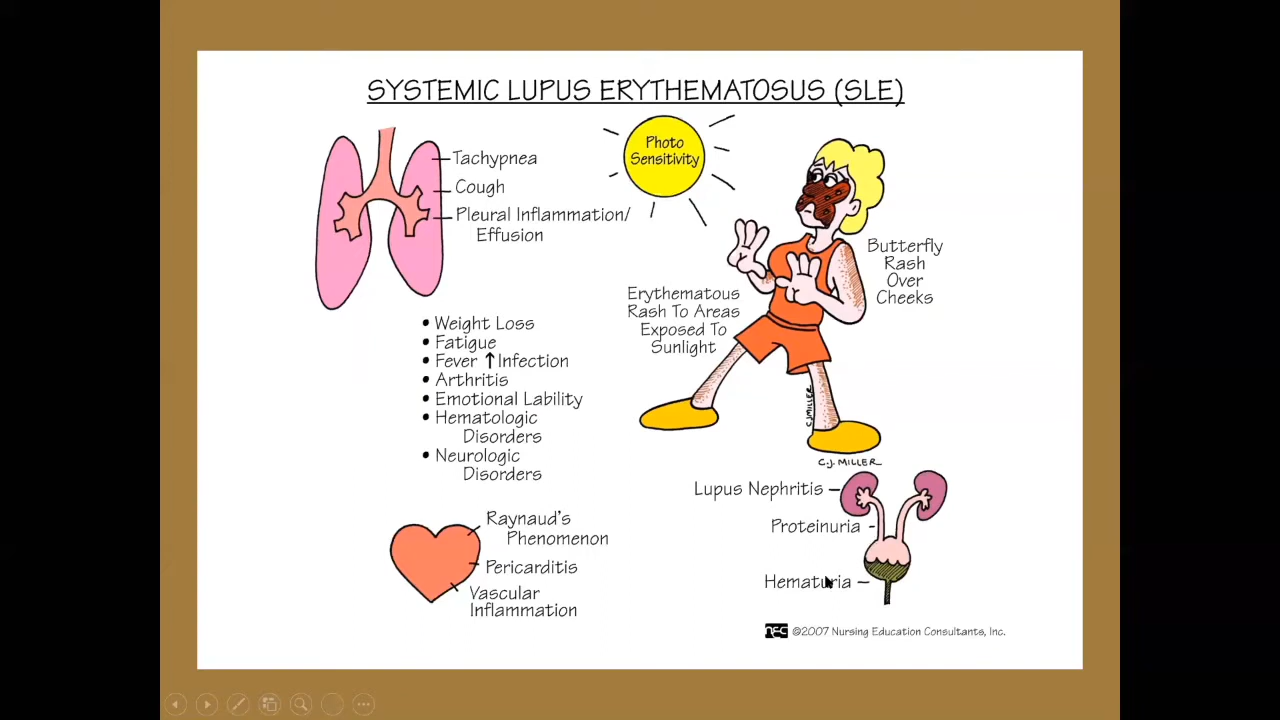 SYSTEMIC LUPUS ERYTHEMATOSUS (SLE)
Tachypnea
Cough
Pleural Inflammation/
Effusion
Photo
Sensitivity
Butterfly
Rash
Over
Cheeks
Erythematous
Rash To Areas
Exposed To
Sunlight
• Weight Loss
• Fatigue
• Fever ↑ Infection
• Arthritis
• Emotional Lability
• Hematologic
Disorders
• Neurologic
Disorders
C.J.MILLER
C.J. MILLER
Raynaud's
Phenomenon
Pericarditis
Vascular
Inflammation
Lupus Nephritis
Proteinuria
Hematuria
NEC ©2007 Nursing Education Consultants, Inc.